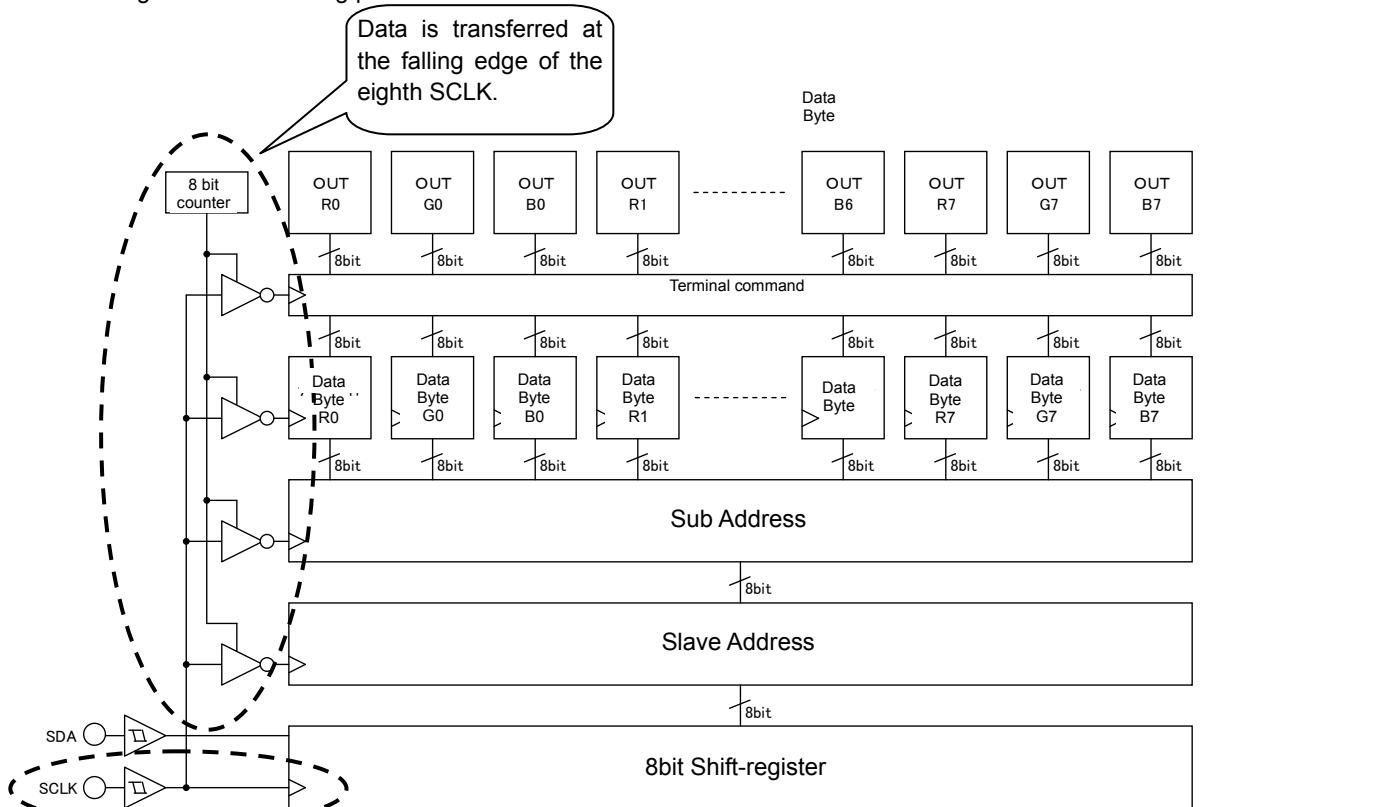 Data is transferred at
the falling edge of the
eighth SCLK.
Data
Byte
8 bit
counter
OUT
R0
OUT
G0
OUT
B0
OUT
R1
OUT
B6
OUT
R7
OUT
G7
OUT
B7
8bit 8bit 8bit 8bit 8bit 8bit 8bit 8bit
Terminal command
8bit 8bit 8bit 8bit 8bit 8bit 8bit 8bit
Data
Byte
R0
Data
Byte
G0
Data
Byte
B0
Data
Byte
R1
Data
Byte
Data
Byte
R7
Data
Byte
G7
Data
Byte
B7
8bit 8bit 8bit 8bit 8bit 8bit 8bit 8bit
Sub Address
8bit
Slave Address
8bit
SDA
8bit Shift-register
SCLK